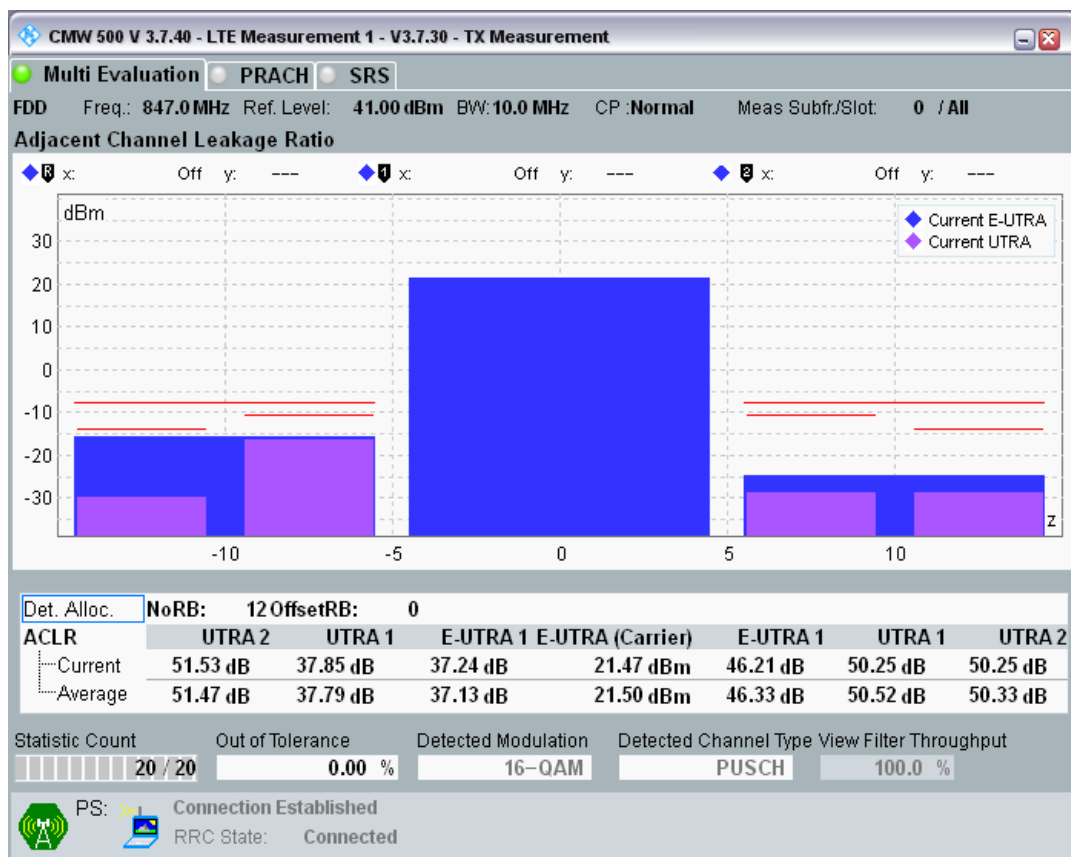 CMW 500 V 3.7.40 - LTE Measurement 1 - V3.7.30 - TX Measurement
Multi Evaluation PRACH SRS
FDD Freq.: 847.0 MHz Ref. Level: 41.00 dBm BW: 10.0 MHz CP :Normal Meas Subfr./Slot: 0 / All
Adjacent Channel Leakage Ratio
R x: Off y: --- 1 x: Off y: --- 2 x: Off y: ---
dBm
Current E-UTRA
Current UTRA
30
20
10
0
-10
-20
-30
z
-10 -5 0 5 10
Det. Alloc. NoRB: 12 OffsetRB: 0
ACLR UTRA 2 UTRA 1 E-UTRA 1 E-UTRA (Carrier) E-UTRA 1 UTRA 1 UTRA 2
Current 51.53 dB 37.85 dB 37.24 dB 21.47 dBm 46.21 dB 50.25 dB 50.25 dB
Average 51.47 dB 37.79 dB 37.13 dB 21.50 dBm 46.33 dB 50.52 dB 50.33 dB
Statistic Count Out of Tolerance Detected Modulation Detected Channel Type View Filter Throughput
20 / 20 0.00 % 16-QAM PUSCH 100.0 %
PS: Connection Established
RRC State: Connected